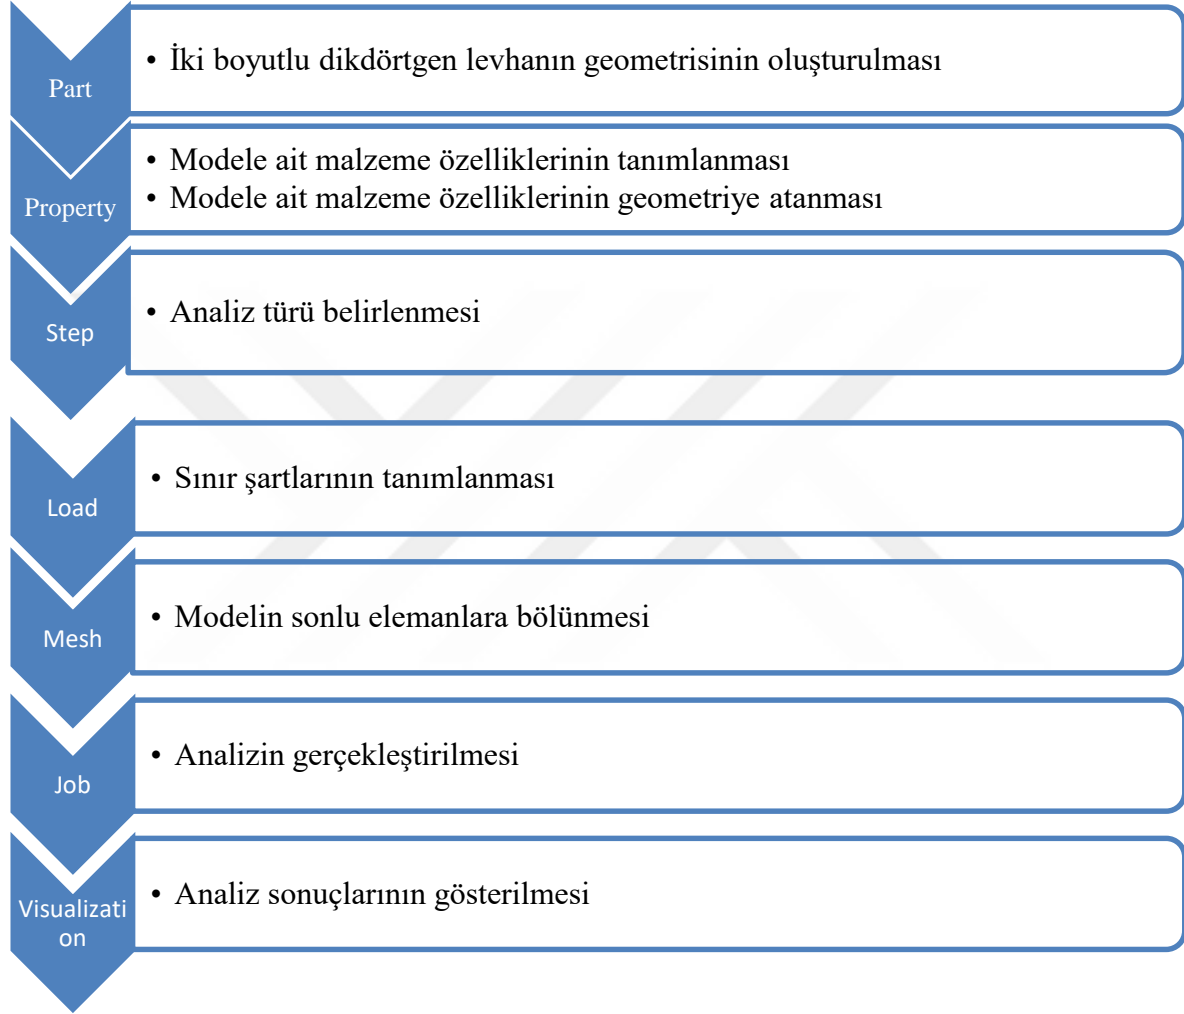 Part
• İki boyutlu dikdörtgen levhanın geometrisinin oluşturulması
Property
• Modele ait malzeme özelliklerinin tanımlanması
• Modele ait malzeme özelliklerinin geometriye atanması
Step
• Analiz türü belirlenmesi
Load
• Sınır şartlarının tanımlanması
Mesh
• Modelin sonlu elemanlara bölünmesi
Job
• Analizin gerçekleştirilmesi
Visualizati
on
• Analiz sonuçlarının gösterilmesi